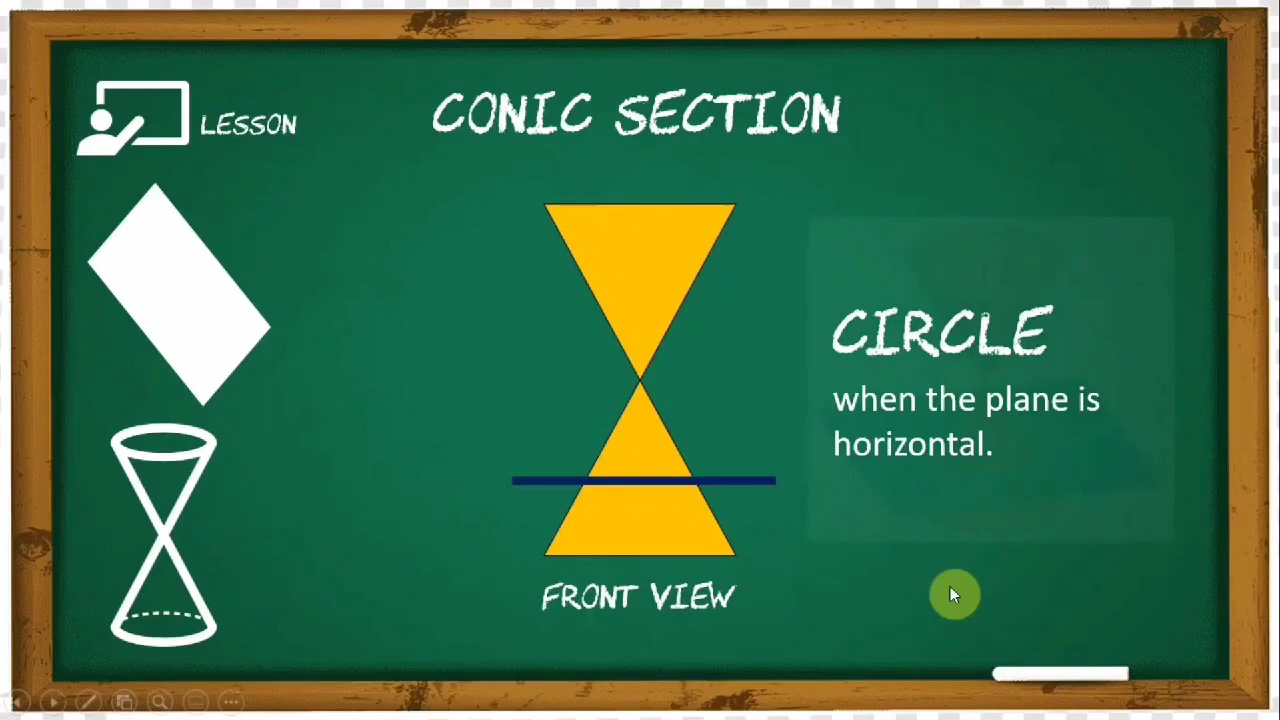 LESSON
CONIC SECTION
CIRCLE
when the plane is
horizontal.
FRONT VIEW